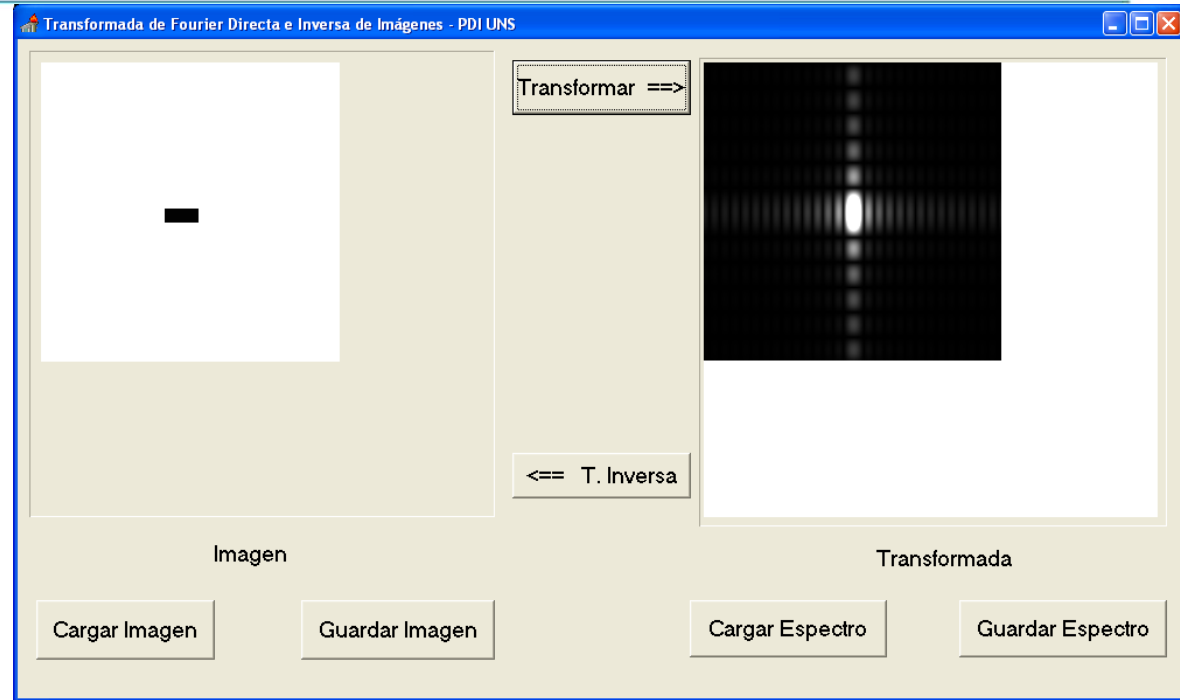 Transformada de Fourier Directa e Inversa de Imágenes - PDI UNS
Transformar ==>
<== T. Inversa
Imagen
Transformada
Cargar Imagen
Guardar Imagen
Cargar Espectro
Guardar Espectro